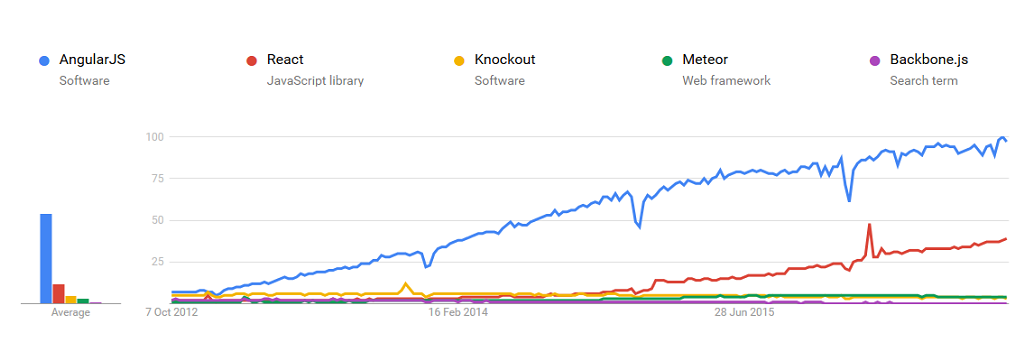 AngularJS React Knockout Meteor Backbone.js
Software JavaScript library Software Web framework Search term
100
75
50
25
Average 7 Oct 2012 16 Feb 2014 28 Jun 2015